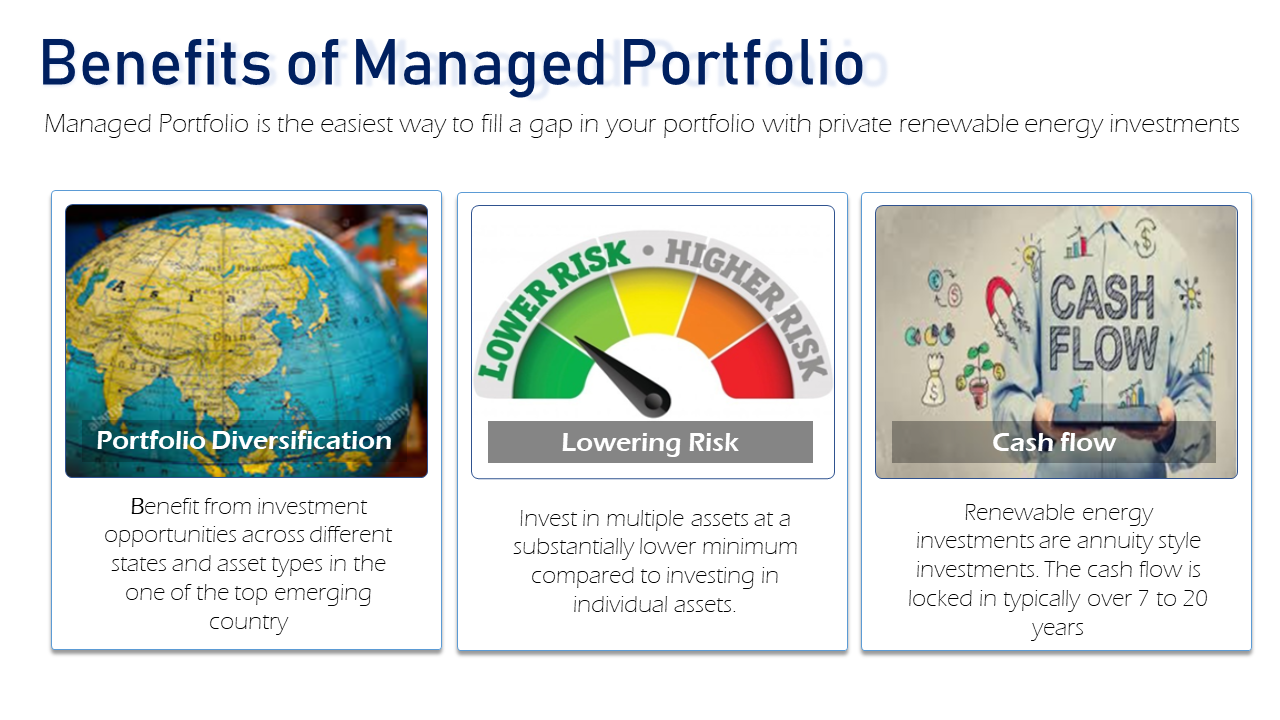 Benefits of Managed Portfolio
Managed Portfolio is the easiest way to fill a gap in your portfolio with private renewable energy investments
A s i a
China
India
alamy
alamy
Portfolio Diversification
Benefit from investment
opportunities across different
states and asset types in the
one of the top emerging
country
LOWER RISK • HIGHER RISK
Lowering Risk
Invest in multiple assets at a
substantially lower minimum
compared to investing in
individual assets.
CASH
FLOW
Cash flow
Renewable energy
investments are annuity style
investments. The cash flow is
locked in typically over 7 to 20
years